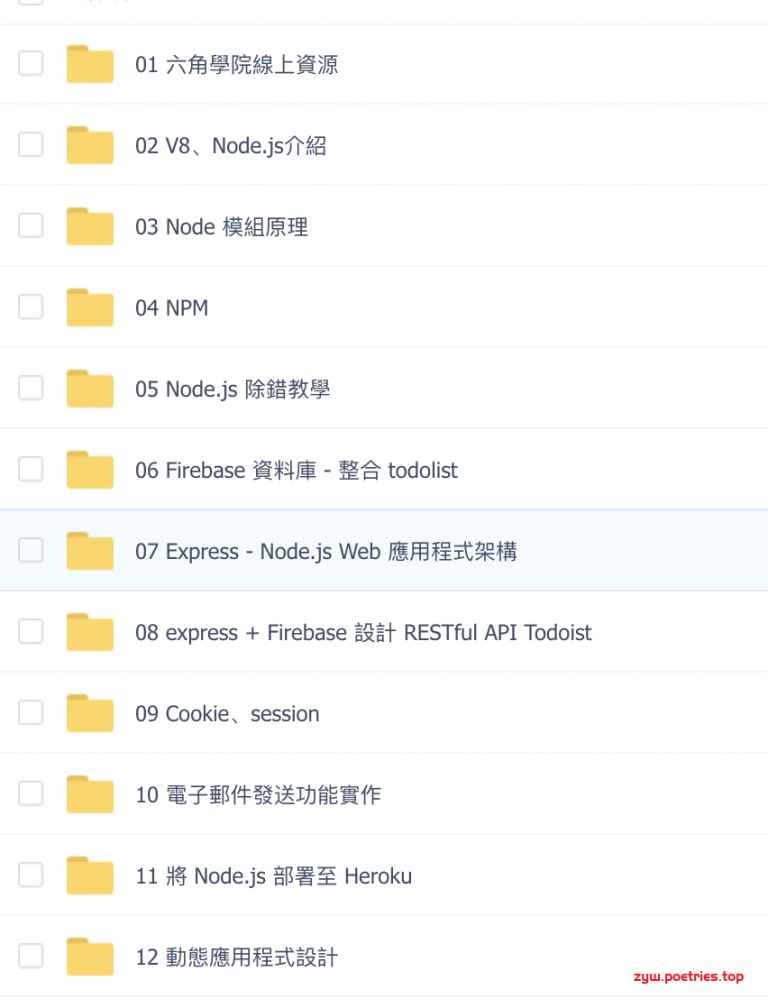 01 六角學院線上資源
02 V8、Node.js介紹
03 Node 模組原理
04 NPM
05 Node.js 除錯教學
06 Firebase 資料庫 - 整合 todolist
07 Express - Node.js Web 應用程式架構
08 express + Firebase 設計 RESTful API Todoist
09 Cookie、session
10 電子郵件發送功能實作
11 將 Node.js 部署至 Heroku
12 動態應用程式設計
zyw.poetries.top